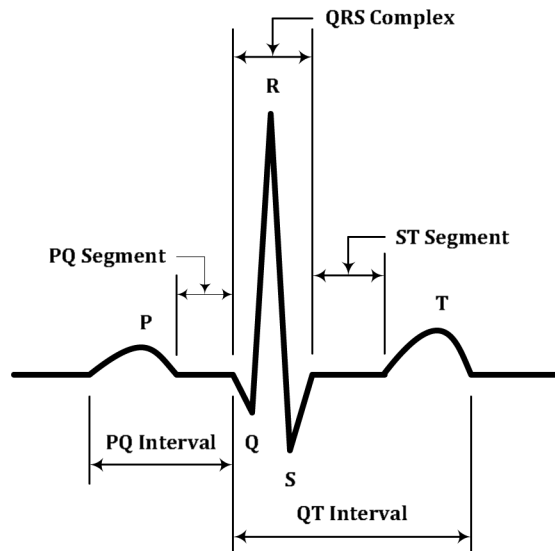 QRS Complex
R
ST Segment
PQ Segment
T
P
PQ Interval
Q
S
QT Interval